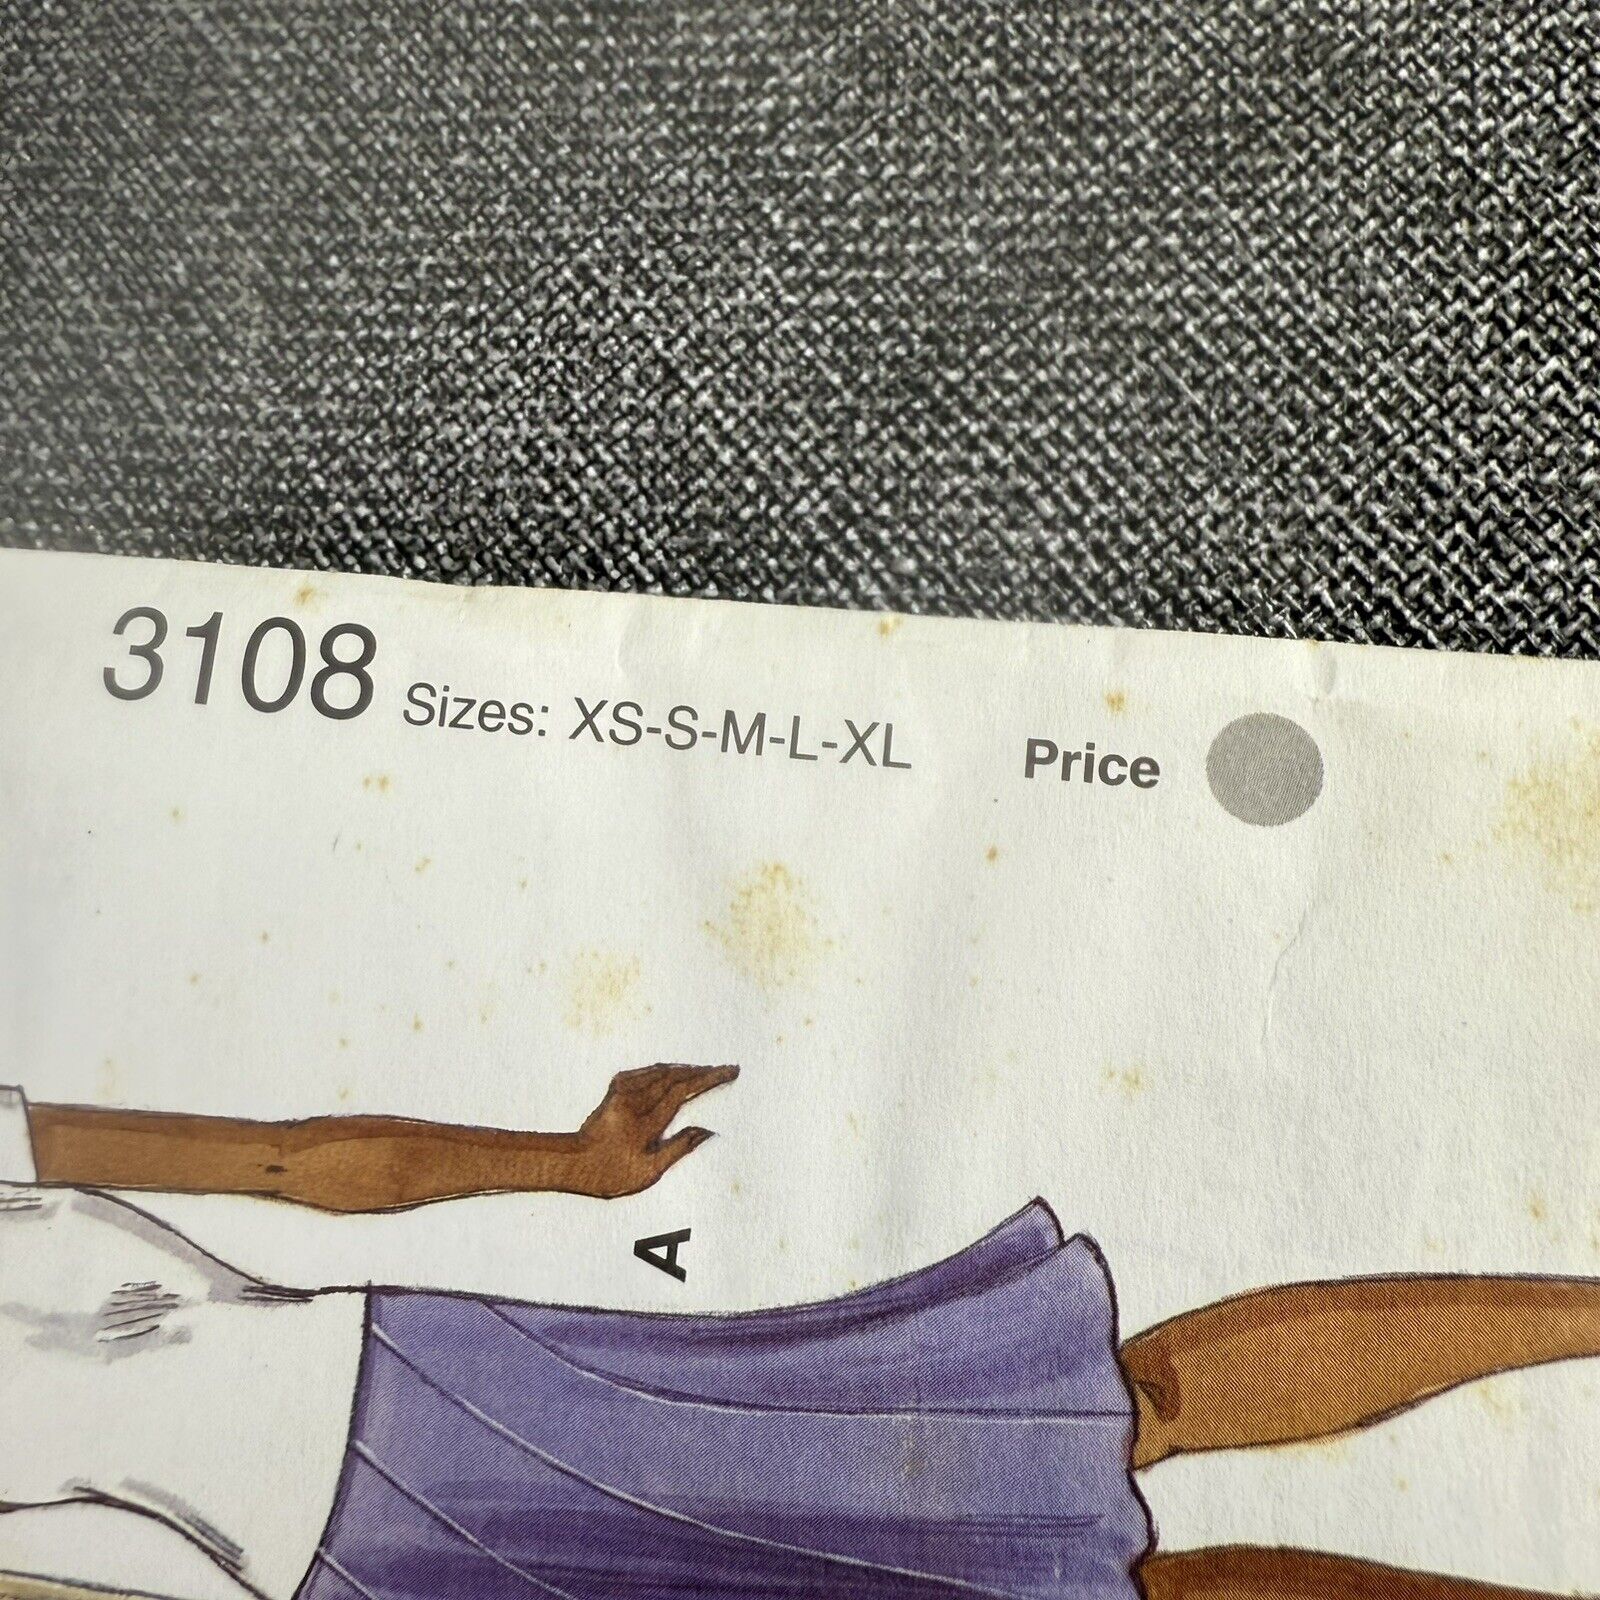 3108 Sizes: XS-S-M-L-XL Price
A